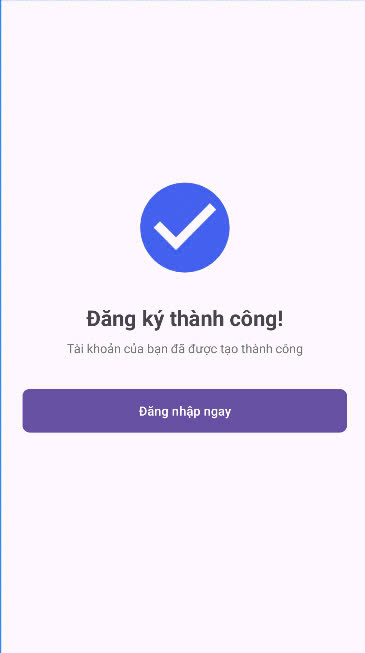 Đăng ký thành công!
Tài khoản của bạn đã được tạo thành công
Đăng nhập ngay